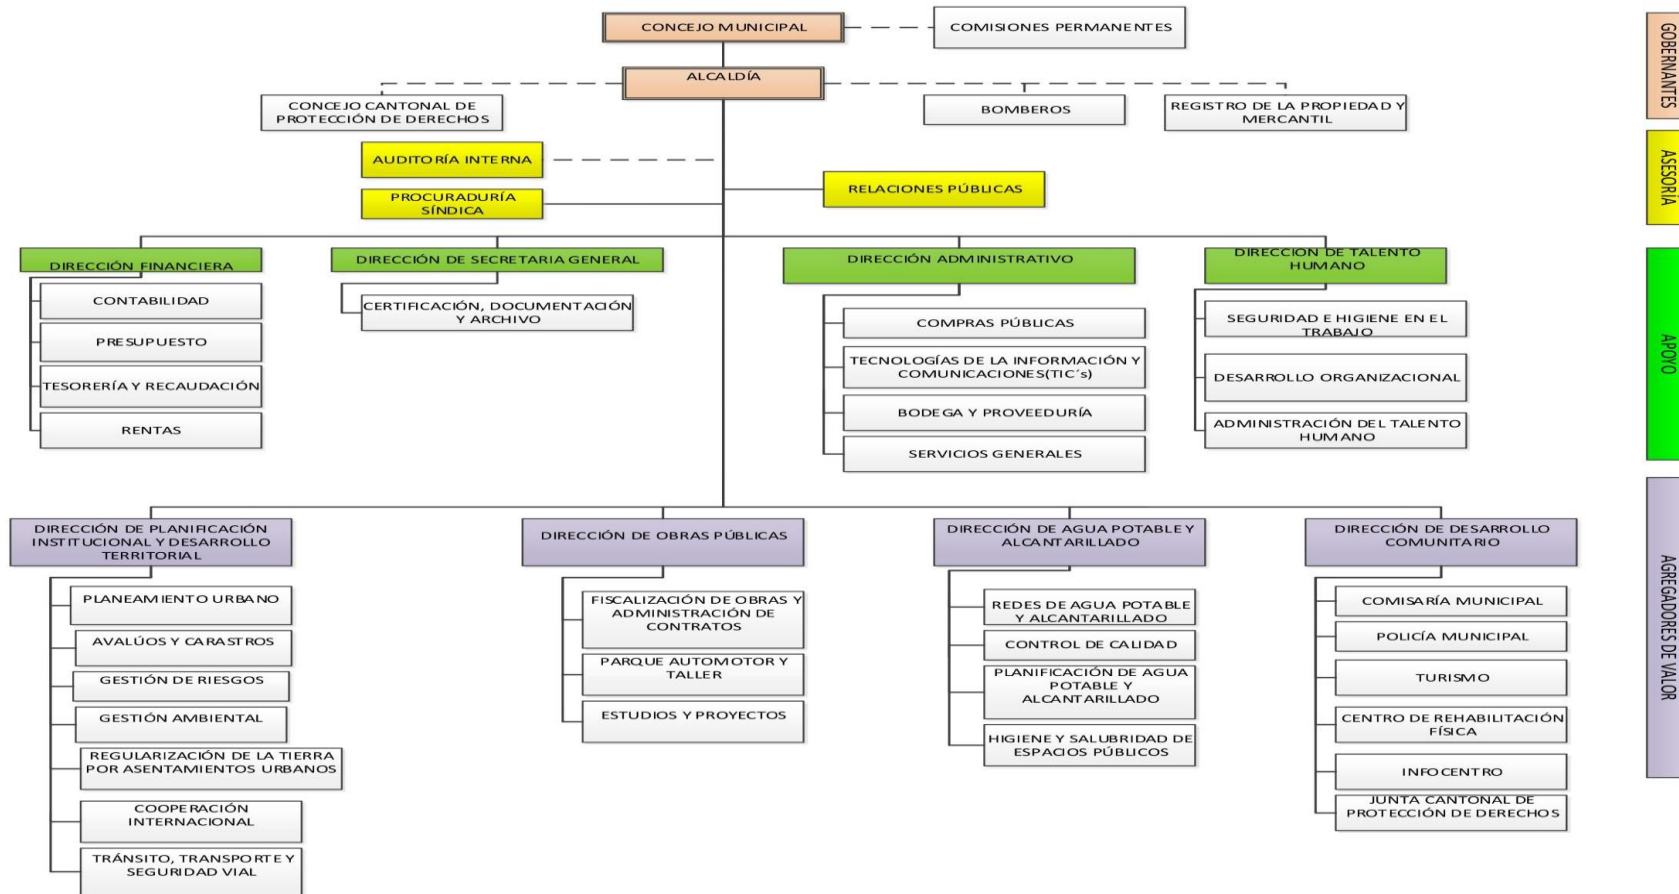 CONCEJO MUNICIPAL
COMISIONES PERMANENTES
ALCALDÍA
CONCEJO CANTONAL DE
PROTECCIÓN DE DERECHOS
BOMBEROS
REGISTRO DE LA PROPIEDAD Y
MERCANTIL
AUDITORÍA INTERNA
PROCURADURÍA
SÍNDICA
RELACIONES PÚBLICAS
DIRECCIÓN FINANCIERA
CONTABILIDAD
PRESUPUESTO
TESORERÍA Y RECAUDACIÓN
RENTAS
DIRECCIÓN DE SECRETARIA GENERAL
CERTIFICACIÓN, DOCUMENTACIÓN
Y ARCHIVO
DIRECCIÓN ADMINISTRATIVO
COMPRAS PÚBLICAS
TECNOLOGÍAS DE LA INFORMACIÓN Y
COMUNICACIONES(TIC´s)
BODEGA Y PROVEEDURÍA
SERVICIOS GENERALES
DIRECCION DE TALENTO
HUMANO
SEGURIDAD E HIGIENE EN EL
TRABAJO
DESARROLLO ORGANIZACIONAL
ADMINISTRACIÓN DEL TALENTO
HUMANO
DIRECCIÓN DE PLANIFICACIÓN
INSTITUCIONAL Y DESARROLLO
TERRITORIAL
PLANEAMIENTO URBANO
AVALÚOS Y CARASTROS
GESTIÓN DE RIESGOS
GESTIÓN AMBIENTAL
REGULARIZACIÓN DE LA TIERRA
POR ASENTAMIENTOS URBANOS
COOPERACIÓN
INTERNACIONAL
TRÁNSITO, TRANSPORTE Y
SEGURIDAD VIAL
DIRECCIÓN DE OBRAS PÚBLICAS
FISCALIZACIÓN DE OBRAS Y
ADMINISTRACIÓN DE
CONTRATOS
PARQUE AUTOMOTOR Y
TALLER
ESTUDIOS Y PROYECTOS
DIRECCIÓN DE AGUA POTABLE Y
ALCANTARILLADO
REDES DE AGUA POTABLE
Y ALCANTARILLADO
CONTROL DE CALIDAD
PLANIFICACIÓN DE AGUA
POTABLE Y
ALCANTARILLADO
HIGIENE Y SALUBRIDAD DE
ESPACIOS PÚBLICOS
DIRECCIÓN DE DESARROLLO
COMUNITARIO
COMISARÍA MUNICIPAL
POLICÍA MUNICIPAL
TURISMO
CENTRO DE REHABILITACIÓN
FÍSICA
INFOCENTRO
JUNTA CANTONAL DE
PROTECCIÓN DE DERECHOS
GOBERNANTES
ASESORÍA
APOYO
AGREGADORES DE VALOR